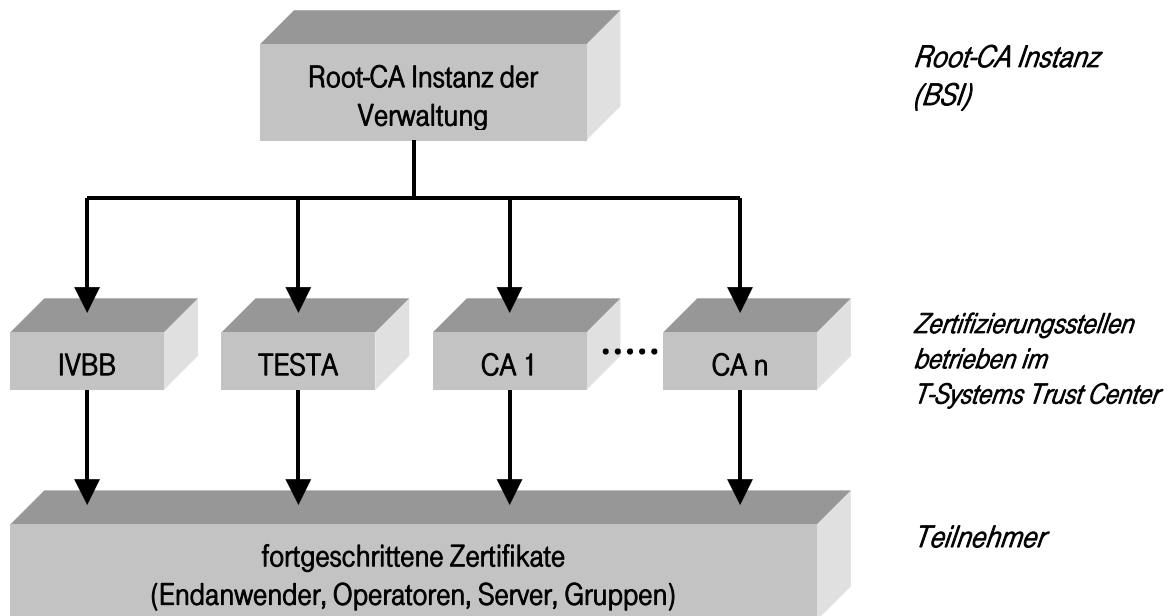 Root-CA Instanz der
Verwaltung
Root-CA Instanz
(BSI)
IVBB
TESTA
CA 1
......
CA n
Zertifizierungsstellen
betrieben im
T-Systems Trust Center
fortgeschrittene Zertifikate
(Endanwender, Operatoren, Server, Gruppen)
Teilnehmer